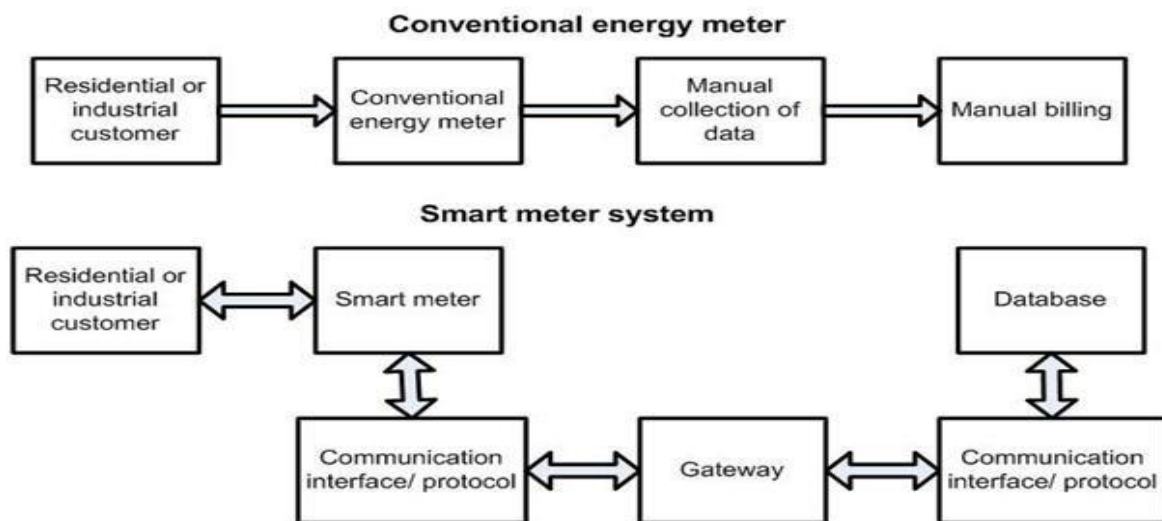 Conventional energy meter
Residential or
industrial
customer
Conventional
energy meter
Manual
collection of
data
Manual billing
Smart meter system
Residential or
industrial
customer
Smart meter
Database
Communication
interface/ protocol
Gateway
Communication
interface/ protocol